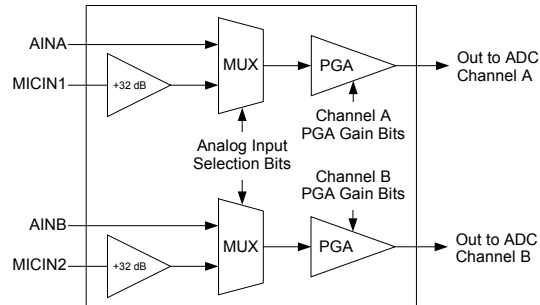 AINA
MICIN1
+32 dB
MUX
PGA
Out to ADC
Channel A
Channel A
PGA Gain Bits
Analog Input
Selection Bits
Channel B
PGA Gain Bits
AINB
MICIN2
+32 dB
MUX
PGA
Out to ADC
Channel B